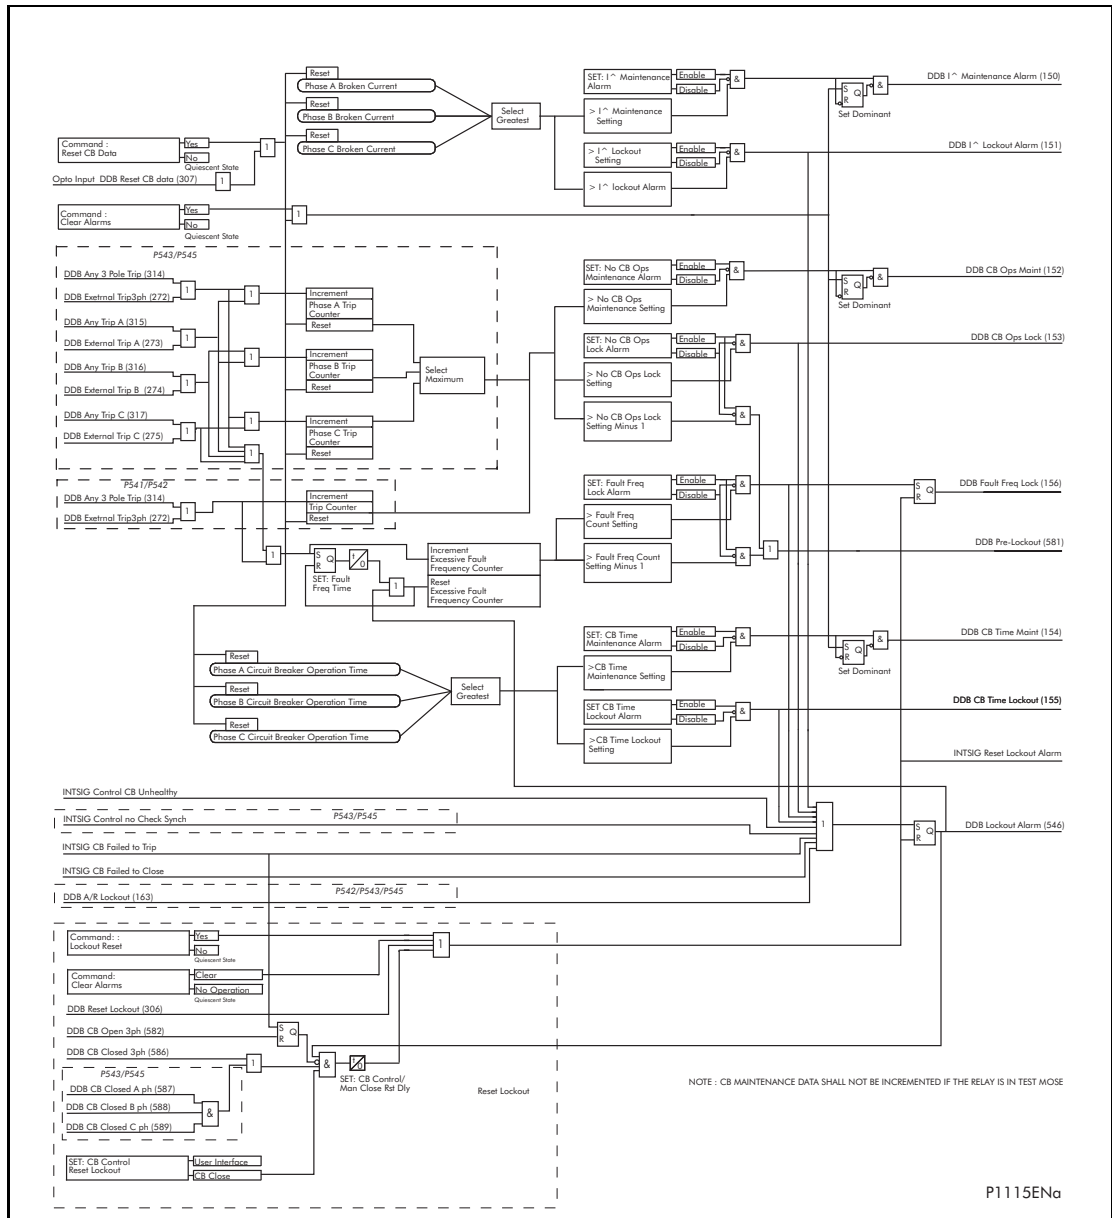 Reset
Phase A Broken Current
Reset
Phase B Broken Current
Reset
Phase C Broken Current
Select
Greatest
SET: I^ Maintenance
Alarm
Enable
Disable
&
> I^ Maintenance
Setting
S
R
Q
Set Dominant
&
DDB I^ Maintenance Alarm (150)
Command :
Reset CB Data
Yes
No
Quiescent State
1
Opto Input DDB Reset CB data (307)
1
> I^ Lockout
Setting
Enable
Disable
&
> I^ lockout Alarm
DDB I^ Lockout Alarm (151)
Command :
Clear Alarms
Yes
No
Quiescent State
1
P543/P545
DDB Any 3 Pole Trip (314)
DDB Exetrnal Trip3ph (272)
1
DDB Any Trip A (315)
DDB External Trip A (273)
1
DDB Any Trip B (316)
DDB External Trip B (274)
1
DDB Any Trip C (317)
DDB External Trip C (275)
1
1
1
1
1
Increment
Phase A Trip
Counter
Reset
Increment
Phase B Trip
Counter
Reset
Increment
Phase C Trip
Counter
Reset
Select
Maximum
SET: No CB Ops
Maintenance Alarm
Enable
Disable
&
> No CB Ops
Maintenance Setting
S
R
Q
Set Dominant
&
DDB CB Ops Maint (152)
SET: No CB Ops
Lock Alarm
Enable
Disable
&
> No CB Ops Lock
Setting
> No CB Ops Lock
Setting Minus 1
&
DDB CB Ops Lock (153)
P541/P542
DDB Any 3 Pole Trip (314)
DDB Exetrnal Trip3ph (272)
1
Increment
Trip Counter
Reset
SET: Fault Freq
Lock Alarm
Enable
Disable
&
> Fault Freq
Count Setting
> Fault Freq Count
Setting Minus 1
&
1
S
R
Q
DDB Fault Freq Lock (156)
DDB Pre-Lockout (581)
1
S
R
Q
t
0
SET: Fault
Freq Time
1
Increment
Excessive Fault
Frequency Counter
Reset
Excessive Fault
Frequency Counter
Reset
Phase A Circuit Breaker Operation Time
Reset
Phase B Circuit Breaker Operation Time
Reset
Phase C Circuit Breaker Operation Time
Select
Greatest
SET: CB Time
Maintenance Alarm
Enable
Disable
&
>CB Time
Maintenance Setting
S
R
Q
Set Dominant
&
DDB CB Time Maint (154)
SET CB Time
Lockout Alarm
Enable
Disable
&
>CB Time Lockout
Setting
DDB CB Time Lockout (155)
INTSIG Reset Lockout Alarm
INTSIG Control CB Unhealthy
P543/P545
INTSIG Control no Check Synch
INTSIG CB Failed to Trip
INTSIG CB Failed to Close
P542/P543/P545
DDB A/R Lockout (163)
1
S
R
Q
DDB Lockout Alarm (546)
Command: :
Lockout Reset
Yes
No
Quiescent State
1
Command:
Clear Alarms
Clear
No Operation
Quiescent State
DDB Reset Lockout (306)
DDB CB Open 3ph (582)
S
R
Q
DDB CB Closed 3ph (586)
1
&
t
0
SET: CB Control/
Man Close Rst Dly
P543/P545
DDB CB Closed A ph (587)
DDB CB Closed B ph (588)
DDB CB Closed C ph (589)
&
Reset Lockout
NOTE : CB MAINTENANCE DATA SHALL NOT BE INCREMENTED IF THE RELAY IS IN TEST MOSE
SET: CB Control
Reset Lockout
User Interface
CB Close
P1115ENa